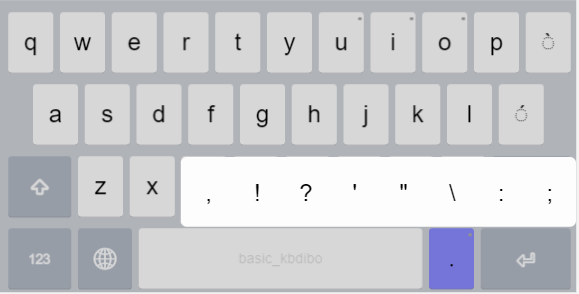 q w e r t y u i o p ◌̀
a s d f g h j k l ◌́
z x , ! ? ' " \ : ;
123 basic_kbdibo .